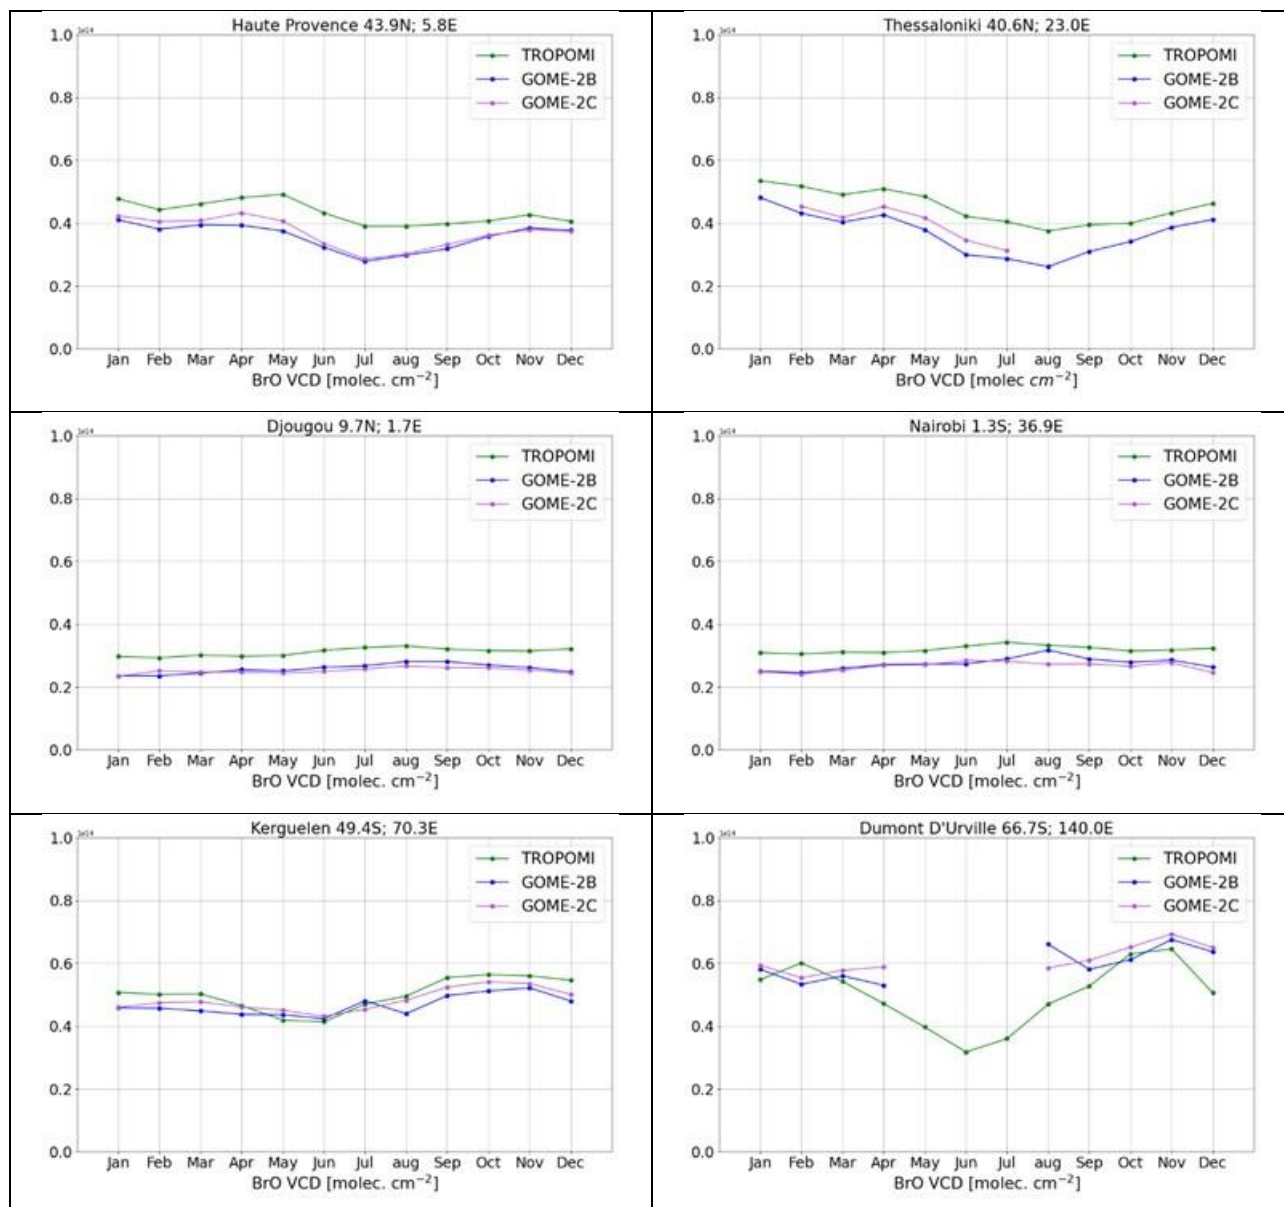 Haute Provence 43.9N; 5.8E
1e14
TROPOMI
GOME-2B
GOME-2C
1.0
0.8
0.6
0.4
0.2
0.0
Jan Feb Mar Apr May Jun Jul aug Sep Oct Nov Dec
BrO VCD [molec. cm⁻²]
Thessaloniki 40.6N; 23.0E
1e14
TROPOMI
GOME-2B
GOME-2C
1.0
0.8
0.6
0.4
0.2
0.0
Jan Feb Mar Apr May Jun Jul aug Sep Oct Nov Dec
BrO VCD [molec cm⁻²]
Djougou 9.7N; 1.7E
1e14
TROPOMI
GOME-2B
GOME-2C
1.0
0.8
0.6
0.4
0.2
0.0
Jan Feb Mar Apr May Jun Jul aug Sep Oct Nov Dec
BrO VCD [molec. cm⁻²]
Nairobi 1.3S; 36.9E
1e14
TROPOMI
GOME-2B
GOME-2C
1.0
0.8
0.6
0.4
0.2
0.0
Jan Feb Mar Apr May Jun Jul aug Sep Oct Nov Dec
BrO VCD [molec. cm⁻²]
Kerguelen 49.4S; 70.3E
1e14
TROPOMI
GOME-2B
GOME-2C
1.0
0.8
0.6
0.4
0.2
0.0
Jan Feb Mar Apr May Jun Jul aug Sep Oct Nov Dec
BrO VCD [molec. cm⁻²]
Dumont D'Urville 66.7S; 140.0E
1e14
TROPOMI
GOME-2B
GOME-2C
1.0
0.8
0.6
0.4
0.2
0.0
Jan Feb Mar Apr May Jun Jul aug Sep Oct Nov Dec
BrO VCD [molec. cm⁻²]